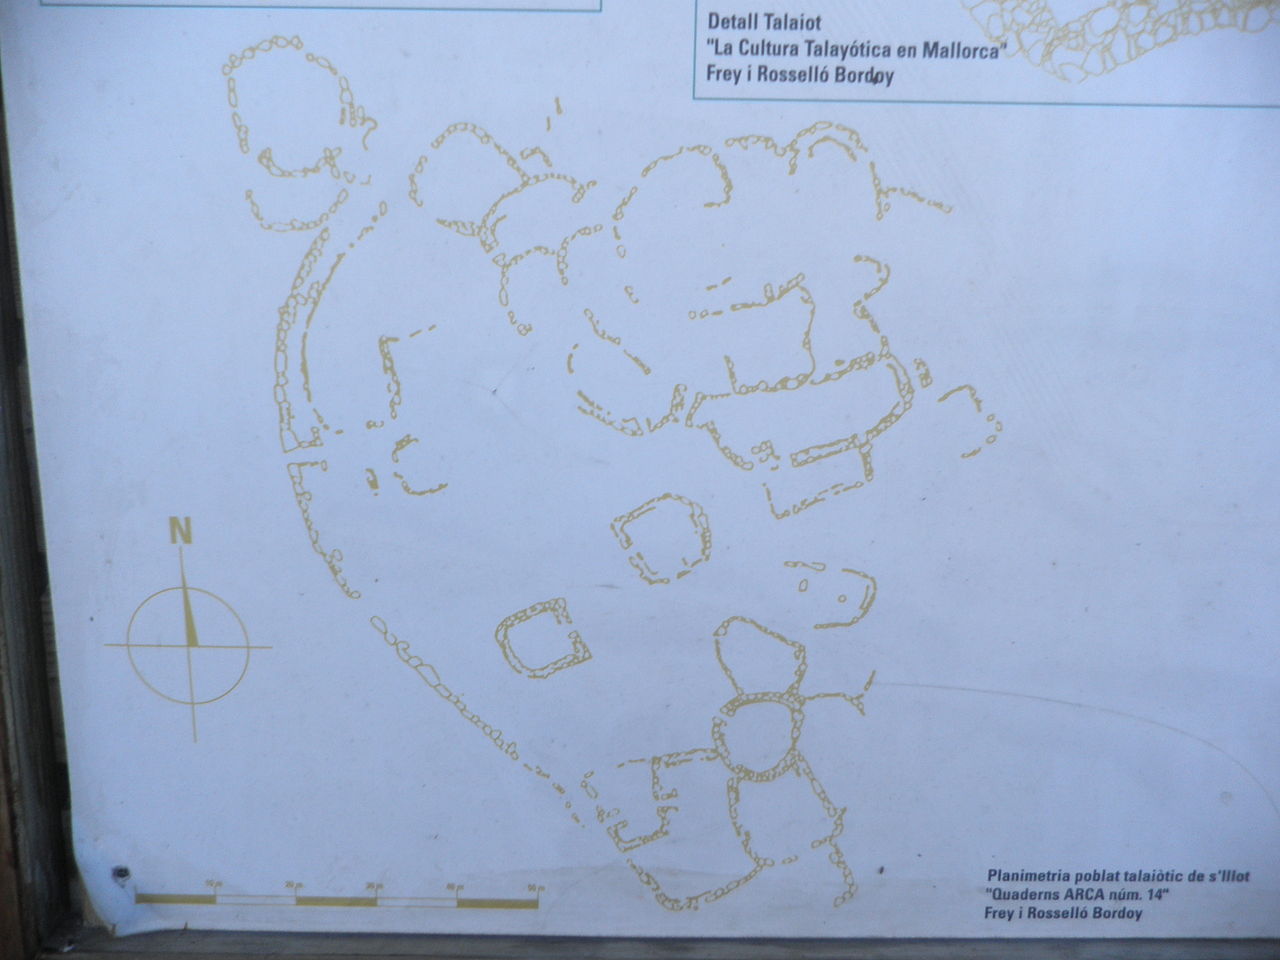 Detall Talaiot
"La Cultura Talayótica en Mallorca"
Frey i Rosselló Bordoy
N
10 m 20 m 30 m 40 m 50 m
Planimetria poblat talaiòtic de s'Illot
"Quaderns ARCA núm. 14"
Frey i Rosselló Bordoy